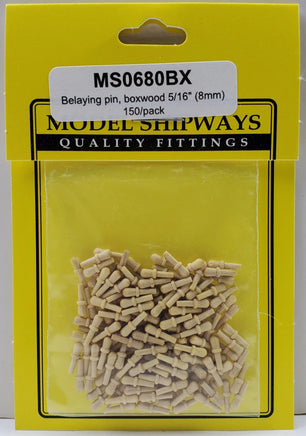 MS0680BX
Belaying pin, boxwood 5/16" (8mm)
150/pack
MODEL SHIPWAYS
QUALITY FITTINGS